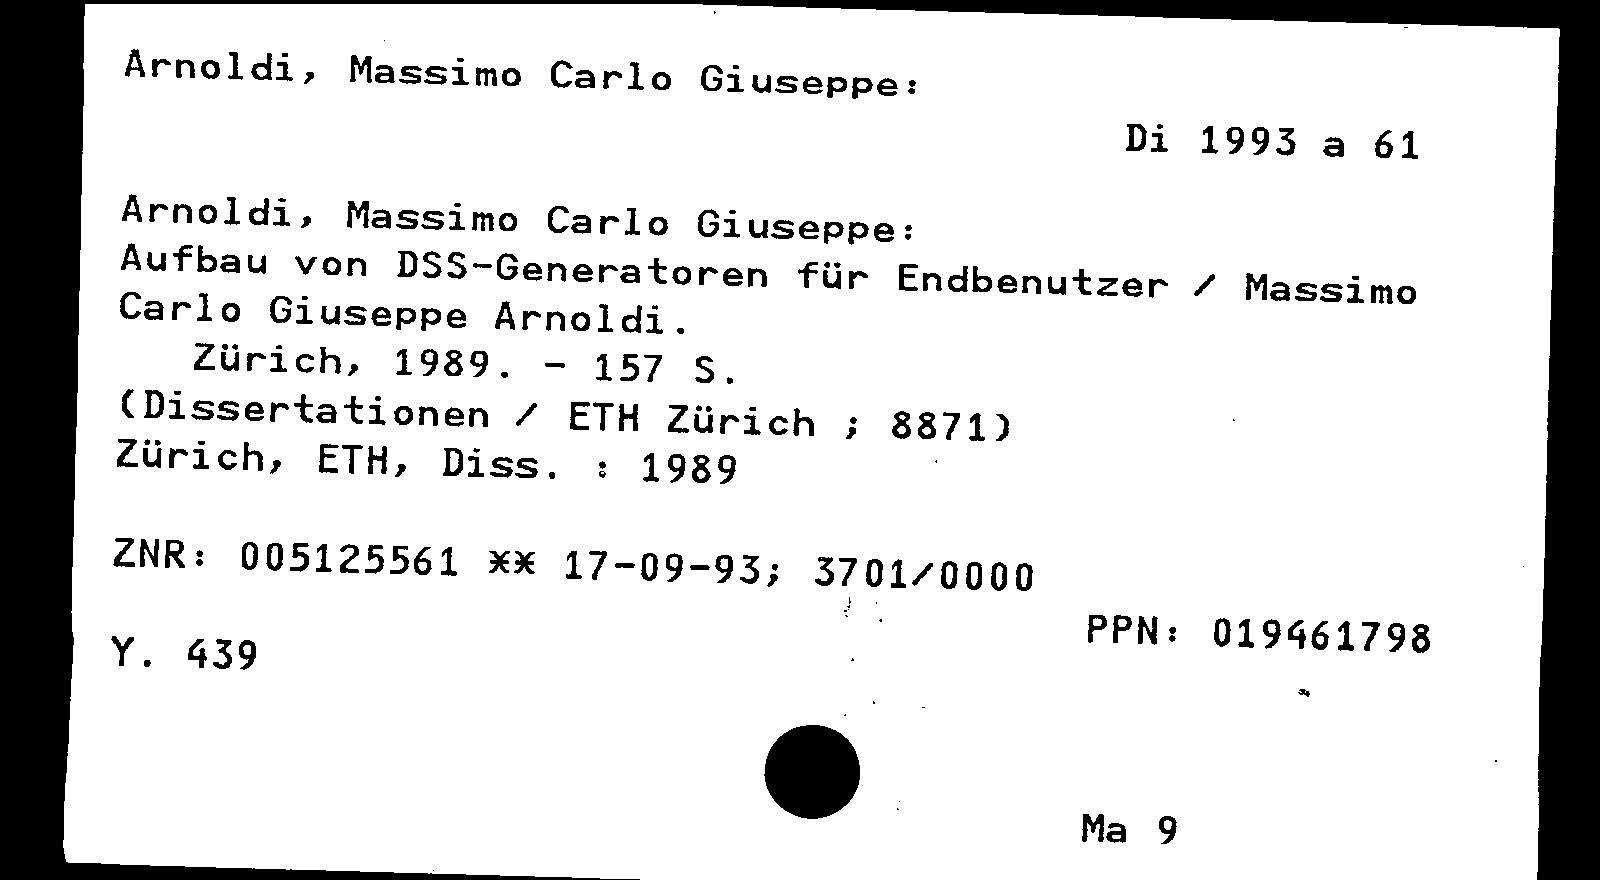 Arnoldi, Massimo Carlo Giuseppe:
Di 1993 a 61
Arnoldi, Massimo Carlo Giuseppe:
Aufbau von DSS-Generatoren für Endbenutzer / Massimo
Carlo Giuseppe Arnoldi.
Zürich, 1989. - 157 S.
(Dissertationen / ETH Zürich ; 8871)
Zürich, ETH, Diss. : 1989
ZNR: 005125561 ** 17-09-93; 3701/0000
PPN: 019461798
Y. 439
Ma 9